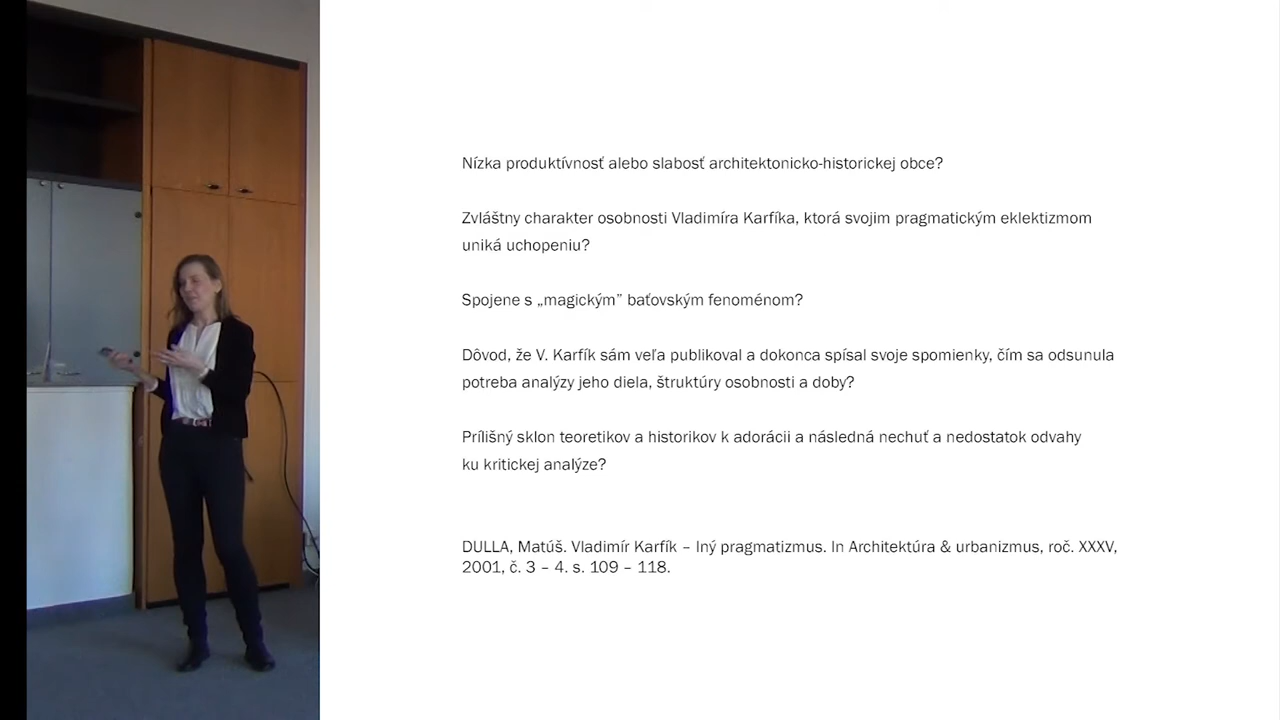 Nízka produktívnosť alebo slabosť architektonicko-historickej obce?
Zvláštny charakter osobnosti Vladimíra Karfíka, ktorá svojim pragmatickým eklektizmom
uniká uchopeniu?
Spojene s „magickým” baťovským fenoménom?
Dôvod, že V. Karfík sám veľa publikoval a dokonca spísal svoje spomienky, čím sa odsunula
potreba analýzy jeho diela, štruktúry osobnosti a doby?
Prílišný sklon teoretikov a historikov k adorácii a následná nechuť a nedostatok odvahy
ku kritickej analýze?
DULLA, Matúš. Vladimír Karfík – Iný pragmatizmus. In Architektúra & urbanizmus, roč. XXXV,
2001, č. 3 – 4. s. 109 – 118.